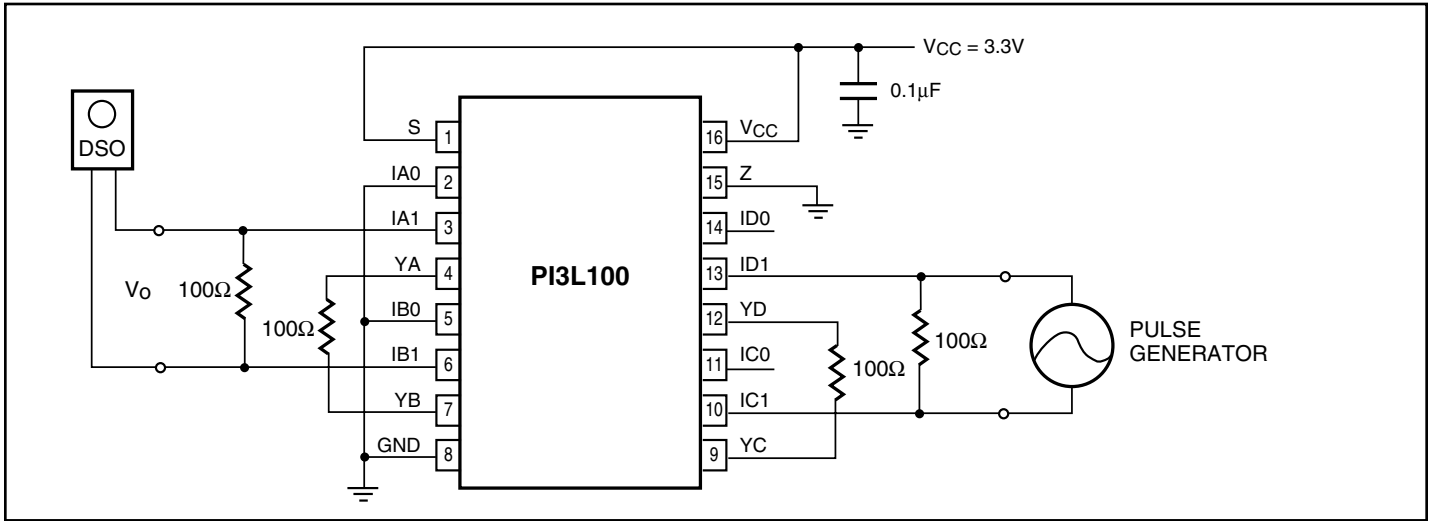 VCC = 3.3V
0.1µF
DSO
S
1
16
VCC
IA0
2
15
Z
IA1
3
14
ID0
VO
100Ω
YA
4
PI3L100
13
ID1
100Ω
IB0
5
12
YD
100Ω
PULSE
GENERATOR
IB1
6
11
IC0
100Ω
YB
7
10
IC1
GND
8
9
YC